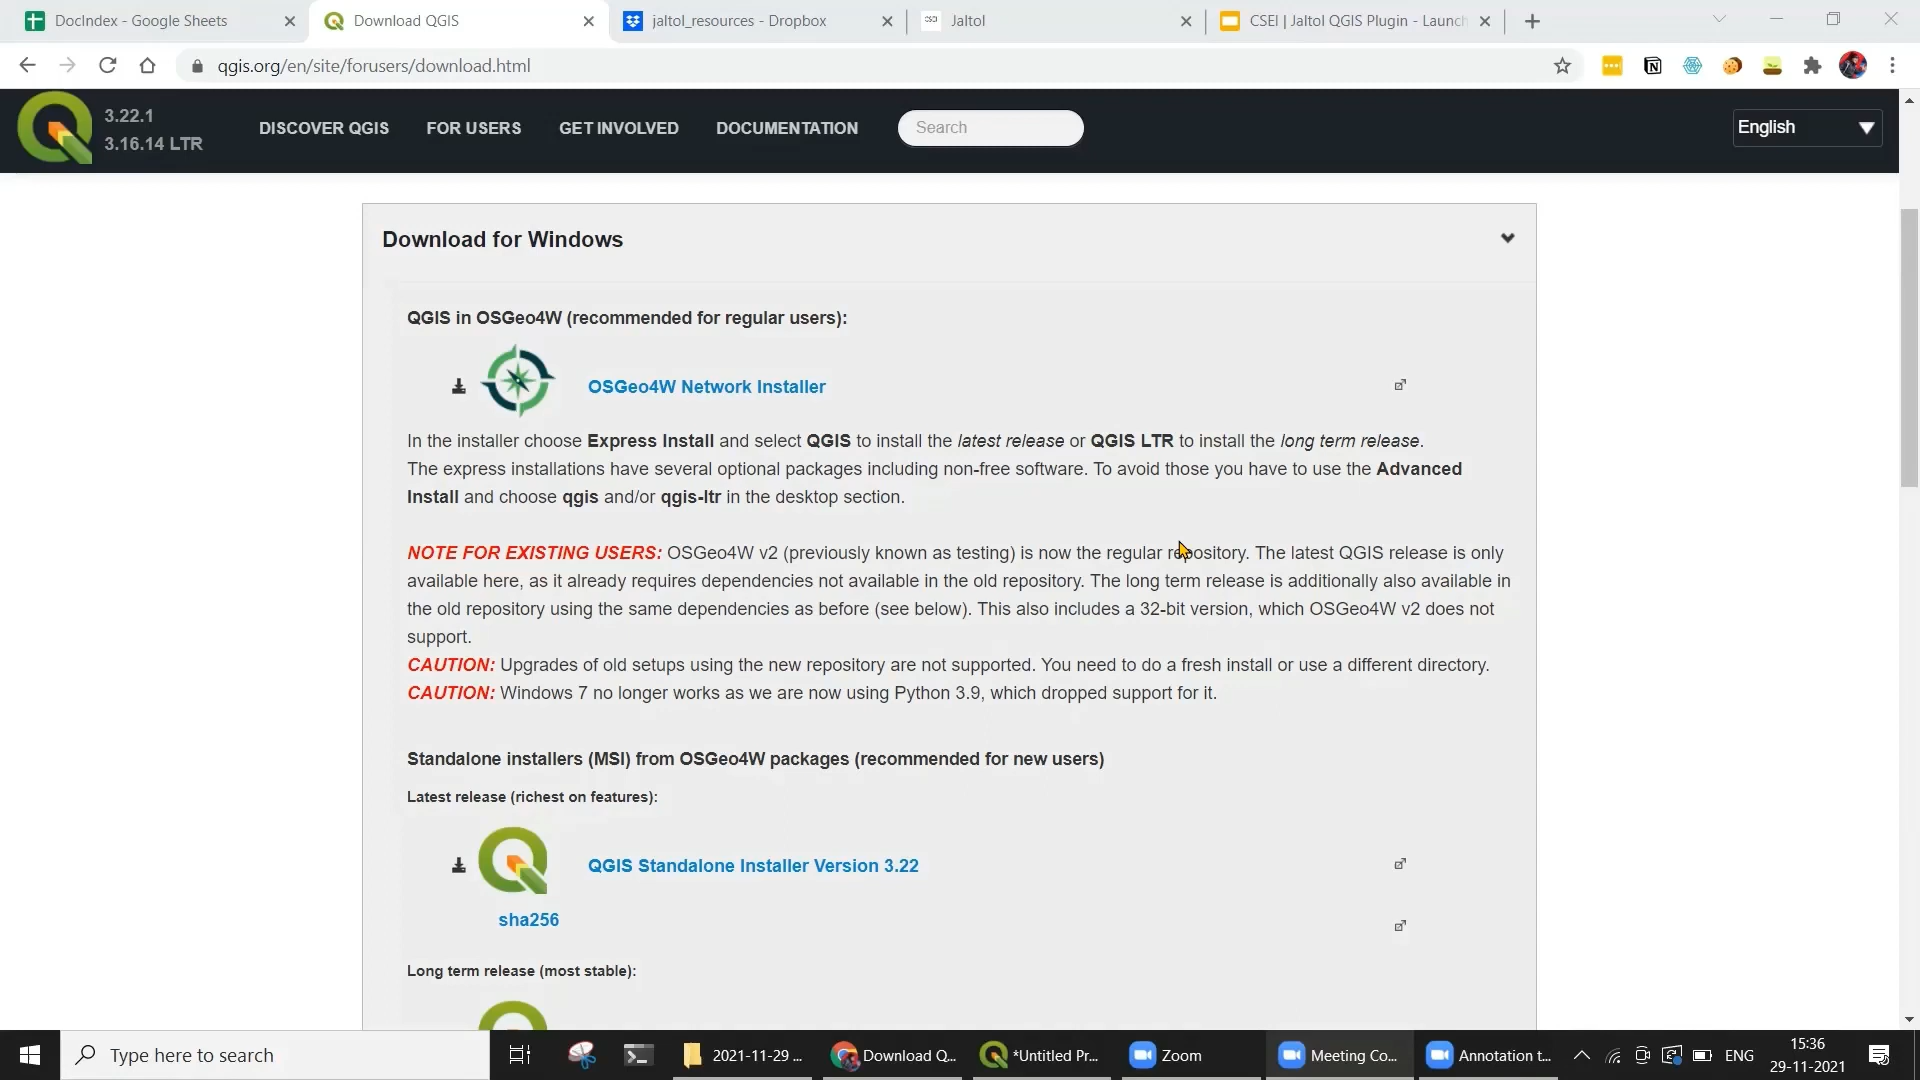 DocIndex - Google Sheets
Download QGIS
jaltol_resources - Dropbox
Jaltol
CSEI | Jaltol QGIS Plugin - Launch
qgis.org/en/site/forusers/download.html
3.22.1
3.16.14 LTR
DISCOVER QGIS
FOR USERS
GET INVOLVED
DOCUMENTATION
Search
English
Download for Windows
QGIS in OSGeo4W (recommended for regular users):
OSGeo4W Network Installer
In the installer choose Express Install and select QGIS to install the latest release or QGIS LTR to install the long term release.
The express installations have several optional packages including non-free software. To avoid those you have to use the Advanced
Install and choose qgis and/or qgis-ltr in the desktop section.
NOTE FOR EXISTING USERS: OSGeo4W v2 (previously known as testing) is now the regular repository. The latest QGIS release is only
available here, as it already requires dependencies not available in the old repository. The long term release is additionally also available in
the old repository using the same dependencies as before (see below). This also includes a 32-bit version, which OSGeo4W v2 does not
support.
CAUTION: Upgrades of old setups using the new repository are not supported. You need to do a fresh install or use a different directory.
CAUTION: Windows 7 no longer works as we are now using Python 3.9, which dropped support for it.
Standalone installers (MSI) from OSGeo4W packages (recommended for new users)
Latest release (richest on features):
QGIS Standalone Installer Version 3.22
sha256
Long term release (most stable):
Type here to search
2021-11-29 ...
Download Q...
*Untitled Pr...
Zoom
Meeting Co...
Annotation t...
ENG
15:36
29-11-2021